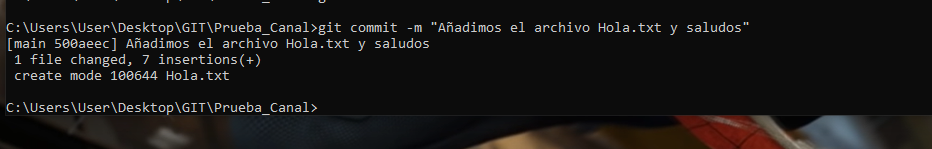 C:\Users\User\Desktop\GIT\Prueba_Canal>git commit -m "Añadimos el archivo Hola.txt y saludos"
[main 500aeec] Añadimos el archivo Hola.txt y saludos
 1 file changed, 7 insertions(+)
 create mode 100644 Hola.txt
C:\Users\User\Desktop\GIT\Prueba_Canal>